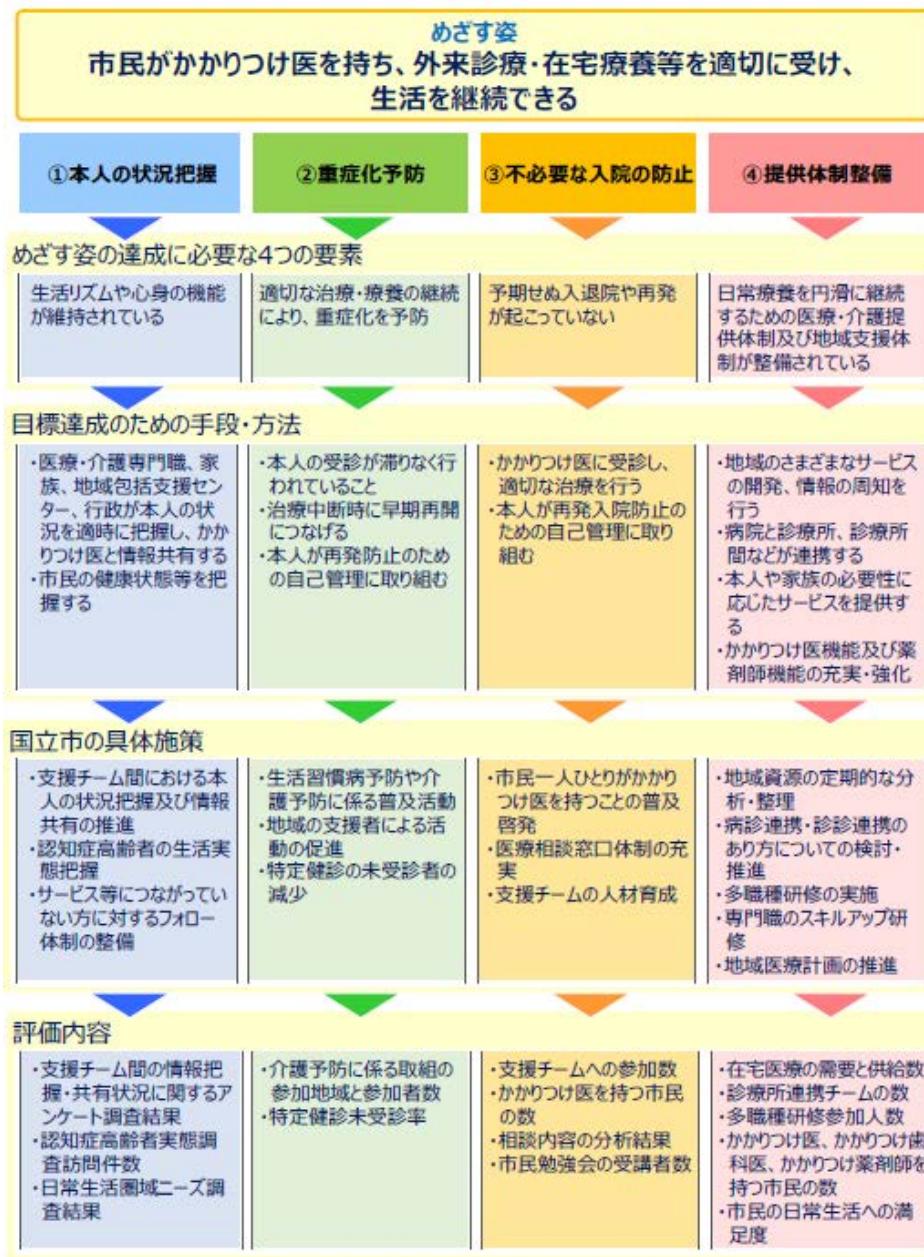 めざす姿
市民がかかりつけ医を持ち、外来診療・在宅療養等を適切に受け、
生活を継続できる
①本人の状況把握
②重症化予防
③不必要な入院の防止
④提供体制整備
めざす姿の達成に必要な4つの要素
生活リズムや心身の機能
が維持されている
適切な治療・療養の継続
により、重症化を予防
予期せぬ入退院や再発
が起こっていない
日常療養を円滑に継続
するための医療・介護提
供体制及び地域支援体
制が整備されている
目標達成のための手段・方法
・医療・介護専門職、家
族、地域包括支援セン
ター、行政が本人の状
況を適時に把握し、かか
りつけ医と情報共有する
・市民の健康状態等を把
握する
・本人の受診が滞りなく行
われていること
・治療中断時に早期再開
につなげる
・本人が再発防止のため
の自己管理に取り組む
・かかりつけ医に受診し、
適切な治療を行う
・本人が再発入院防止の
ための自己管理に取り
組む
・地域のさまざまなサービス
の開発、情報の周知を
行う
・病院と診療所、診療所
間などが連携する
・本人や家族の必要性に
応じたサービスを提供す
る
・かかりつけ医機能及び薬
剤師機能の充実・強化
国立市の具体施策
・支援チーム間における本
人の状況把握及び情報
共有の推進
・認知症高齢者の生活実
態把握
・サービス等につながってい
ない方に対するフォロー
体制の整備
・生活習慣病予防や介
護予防に係る普及活動
・地域の支援者による活
動の促進
・特定健診の未受診者の
減少
・市民一人ひとりがかかり
つけ医を持つことの普及
啓発
・医療相談窓口体制の充
実
・支援チームの人材育成
・地域資源の定期的な分
析・整理
・病診連携・診診連携の
あり方についての検討・
推進
・多職種研修の実施
・専門職のスキルアップ研
修
・地域医療計画の推進
評価内容
・支援チーム間の情報把
握・共有状況に関するア
ンケート調査結果
・認知症高齢者実態調
査訪問件数
・日常生活圏域ニーズ調
査結果
・介護予防に係る取組の
参加地域と参加者数
・特定健診未受診率
・支援チームへの参加数
・かかりつけ医を持つ市民
の数
・相談内容の分析結果
・市民勉強会の受講者数
・在宅医療の需要と供給数
・診療所連携チームの数
・多職種研修参加人数
・かかりつけ医、かかりつけ歯
科医、かかりつけ薬剤師を
持つ市民の数
・市民の日常生活への満
足度